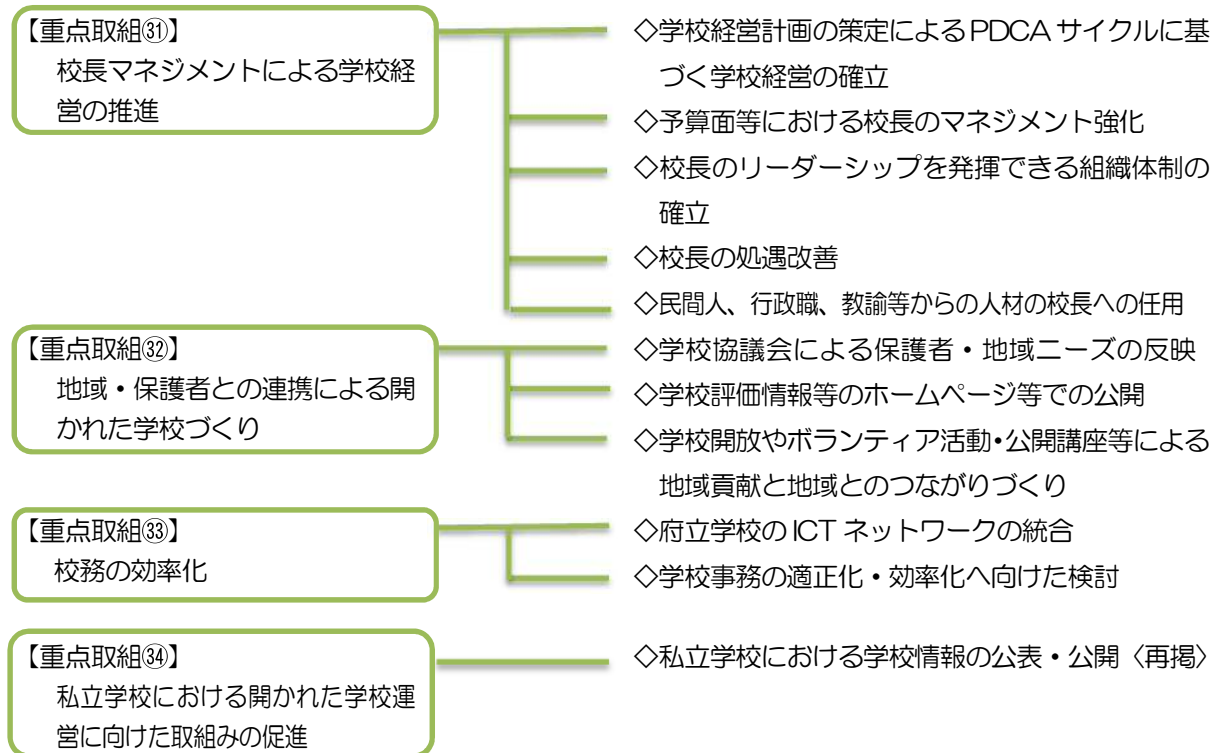 【重点取組㉛】
校長マネジメントによる学校経
営の推進
◇学校経営計画の策定によるPDCA サイクルに基
づく学校経営の確立
◇予算面等における校長のマネジメント強化
◇校長のリーダーシップを発揮できる組織体制の
確立
◇校長の処遇改善
◇民間人、行政職、教諭等からの人材の校長への任用
【重点取組㉜】
地域・保護者との連携による開
かれた学校づくり
◇学校協議会による保護者・地域ニーズの反映
◇学校評価情報等のホームページ等での公開
◇学校開放やボランティア活動・公開講座等による
地域貢献と地域とのつながりづくり
【重点取組㉝】
校務の効率化
◇府立学校の ICT ネットワークの統合
◇学校事務の適正化・効率化へ向けた検討
【重点取組㉞】
私立学校における開かれた学校運
営に向けた取組みの促進
◇私立学校における学校情報の公表・公開〈再掲〉